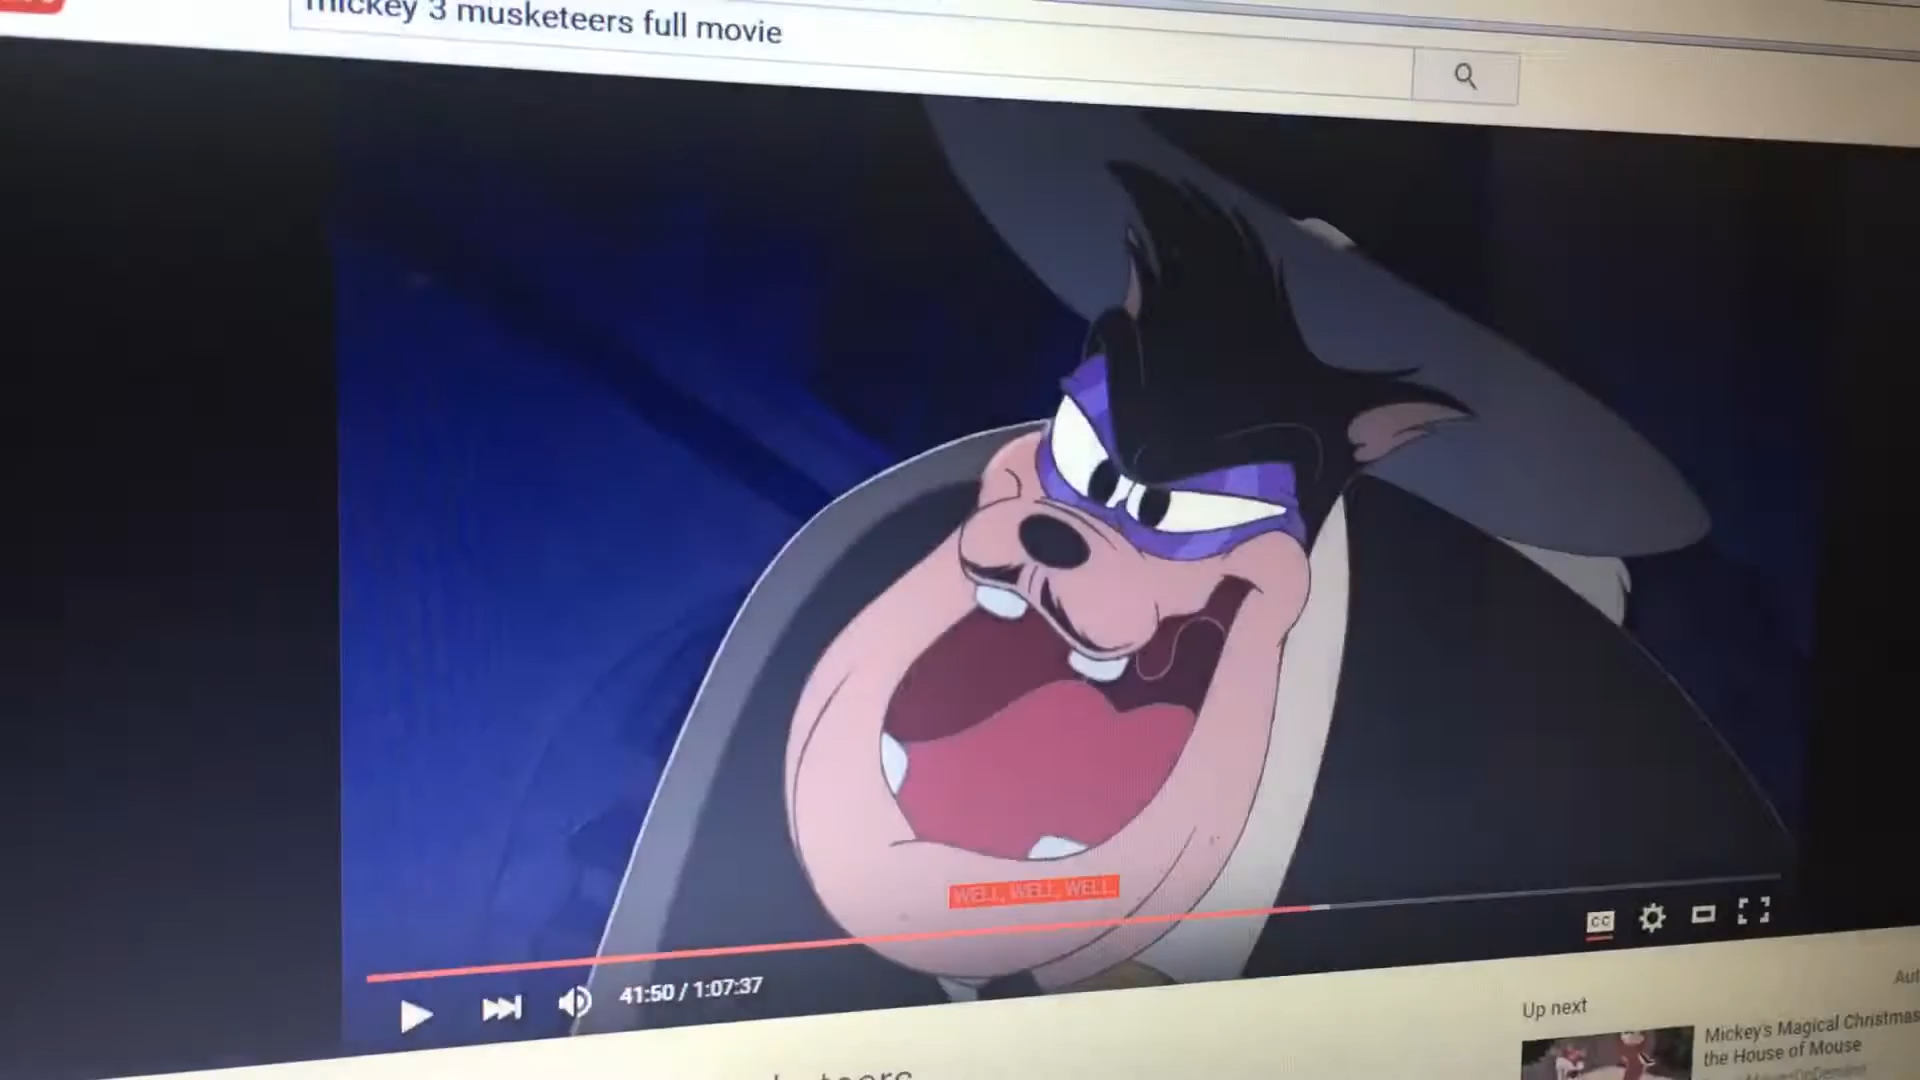 mickey 3 musketeers full movie
WELL, WELL, WELL,
41:50 / 1:07:37
CC
Up next
Mickey's Magical Christmas
the House of Mouse